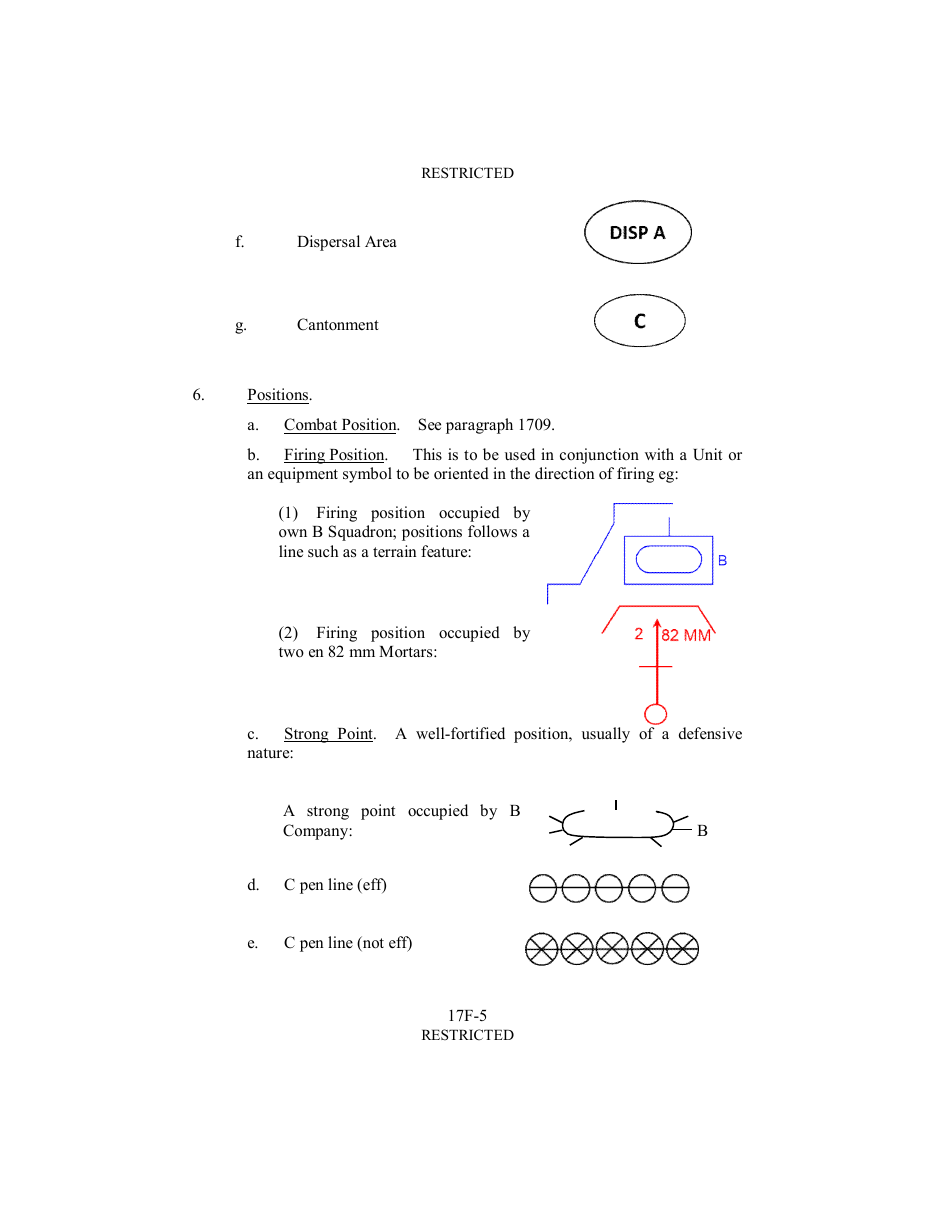 RESTRICTED
f. Dispersal Area
DISP A
g. Cantonment
C
6. Positions.
a. Combat Position. See paragraph 1709.
b. Firing Position. This is to be used in conjunction with a Unit or
an equipment symbol to be oriented in the direction of firing eg:
(1) Firing position occupied by
own B Squadron; positions follows a
line such as a terrain feature:
B
(2) Firing position occupied by
two en 82 mm Mortars:
2 82 MM
c. Strong Point. A well-fortified position, usually of a defensive
nature:
A strong point occupied by B
Company:
B
d. C pen line (eff)
e. C pen line (not eff)
17F-5
RESTRICTED